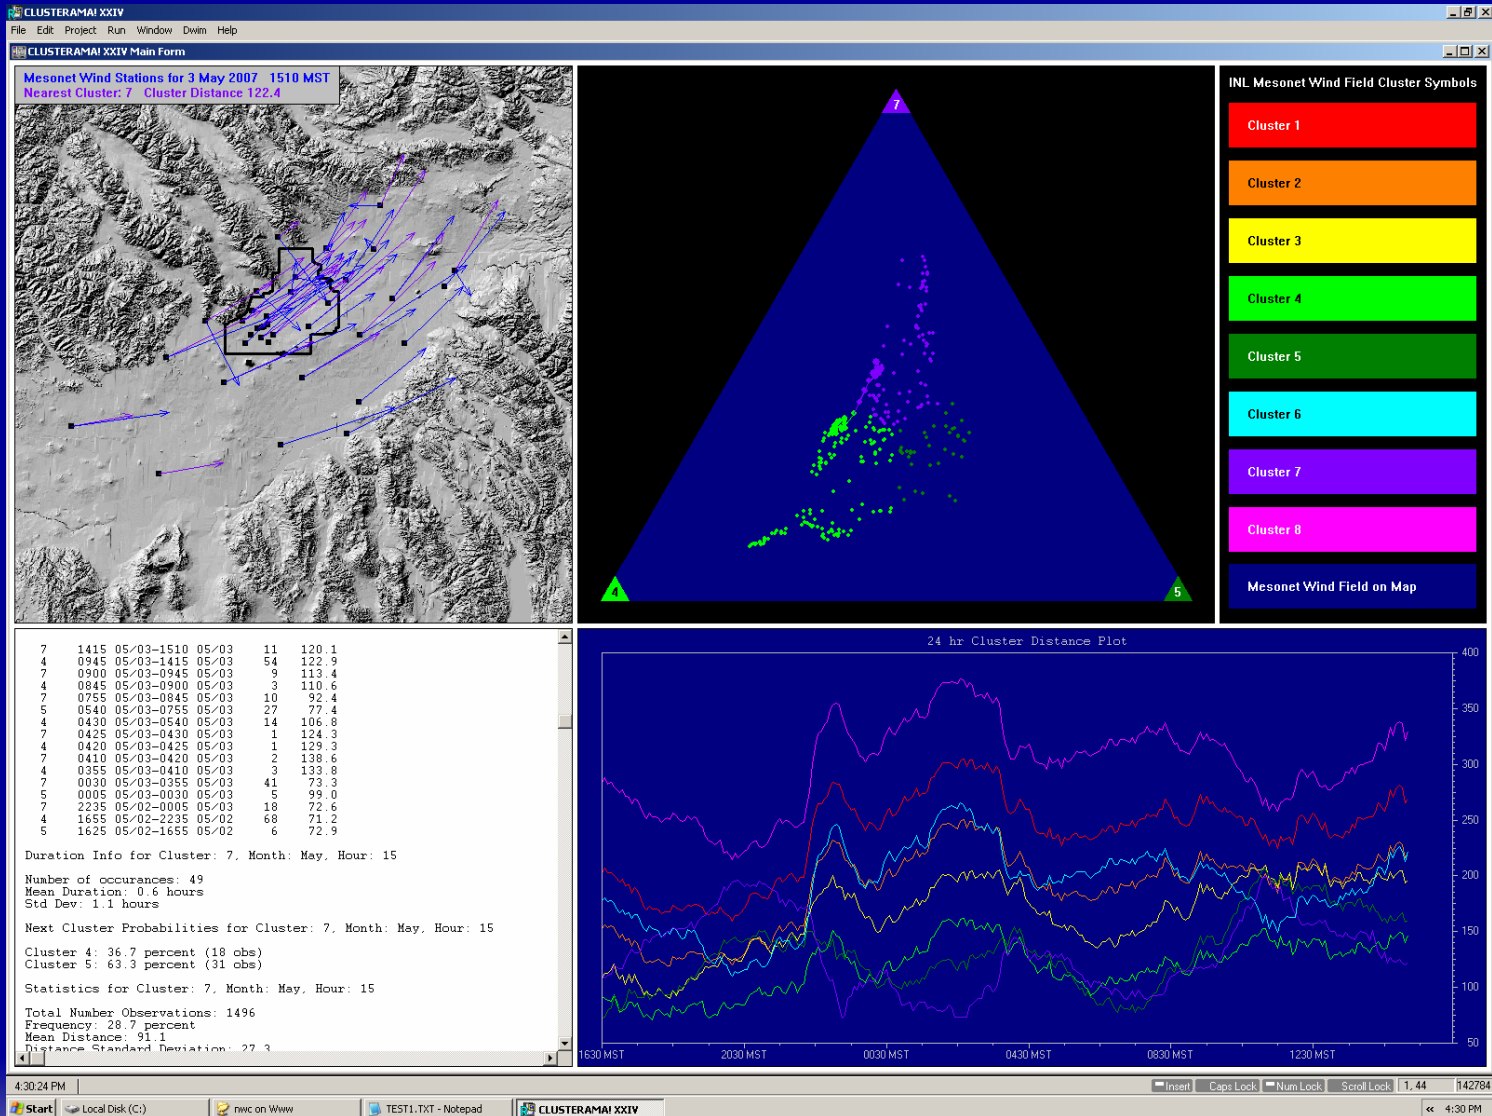 CLUSTERAMA! XXIV
File Edit Project Run Window Dwim Help
CLUSTERAMA! XXIV Main Form
Mesonet Wind Stations for 3 May 2007 1510 MST
Nearest Cluster: 7 Cluster Distance 122.4
7
4
5
INL Mesonet Wind Field Cluster Symbols
Cluster 1
Cluster 2
Cluster 3
Cluster 4
Cluster 5
Cluster 6
Cluster 7
Cluster 8
Mesonet Wind Field on Map
7 1415 05/03-1510 05/03 11 120.1
4 0945 05/03-1415 05/03 54 122.9
7 0900 05/03-0945 05/03 9 113.4
4 0845 05/03-0900 05/03 3 110.6
7 0755 05/03-0845 05/03 10 92.4
5 0540 05/03-0755 05/03 27 77.4
4 0430 05/03-0540 05/03 14 106.8
7 0425 05/03-0430 05/03 1 124.3
4 0420 05/03-0425 05/03 1 129.3
7 0410 05/03-0420 05/03 2 138.6
4 0355 05/03-0410 05/03 3 133.8
7 0030 05/03-0355 05/03 41 73.3
5 0005 05/03-0030 05/03 5 99.0
7 2235 05/02-0005 05/03 18 72.6
4 1655 05/02-2235 05/02 68 71.2
5 1625 05/02-1655 05/02 6 72.9
Duration Info for Cluster: 7, Month: May, Hour: 15
Number of occurances: 49
Mean Duration: 0.6 hours
Std Dev: 1.1 hours
Next Cluster Probabilities for Cluster: 7, Month: May, Hour: 15
Cluster 4: 36.7 percent (18 obs)
Cluster 5: 63.3 percent (31 obs)
Statistics for Cluster: 7, Month: May, Hour: 15
Total Number Observations: 1496
Frequency: 28.7 percent
Mean Distance: 91.1
Distance Standard Deviation: 27.3
24 hr Cluster Distance Plot
400
350
300
250
200
150
100
50
1630 MST 2030 MST 0030 MST 0430 MST 0830 MST 1230 MST
4:30:24 PM Insert Caps Lock Num Lock Scroll Lock 1, 44 142784
Start Local Disk (C:) nwc on Www TEST1.TXT - Notepad CLUSTERAMA! XXIV « 4:30 PM